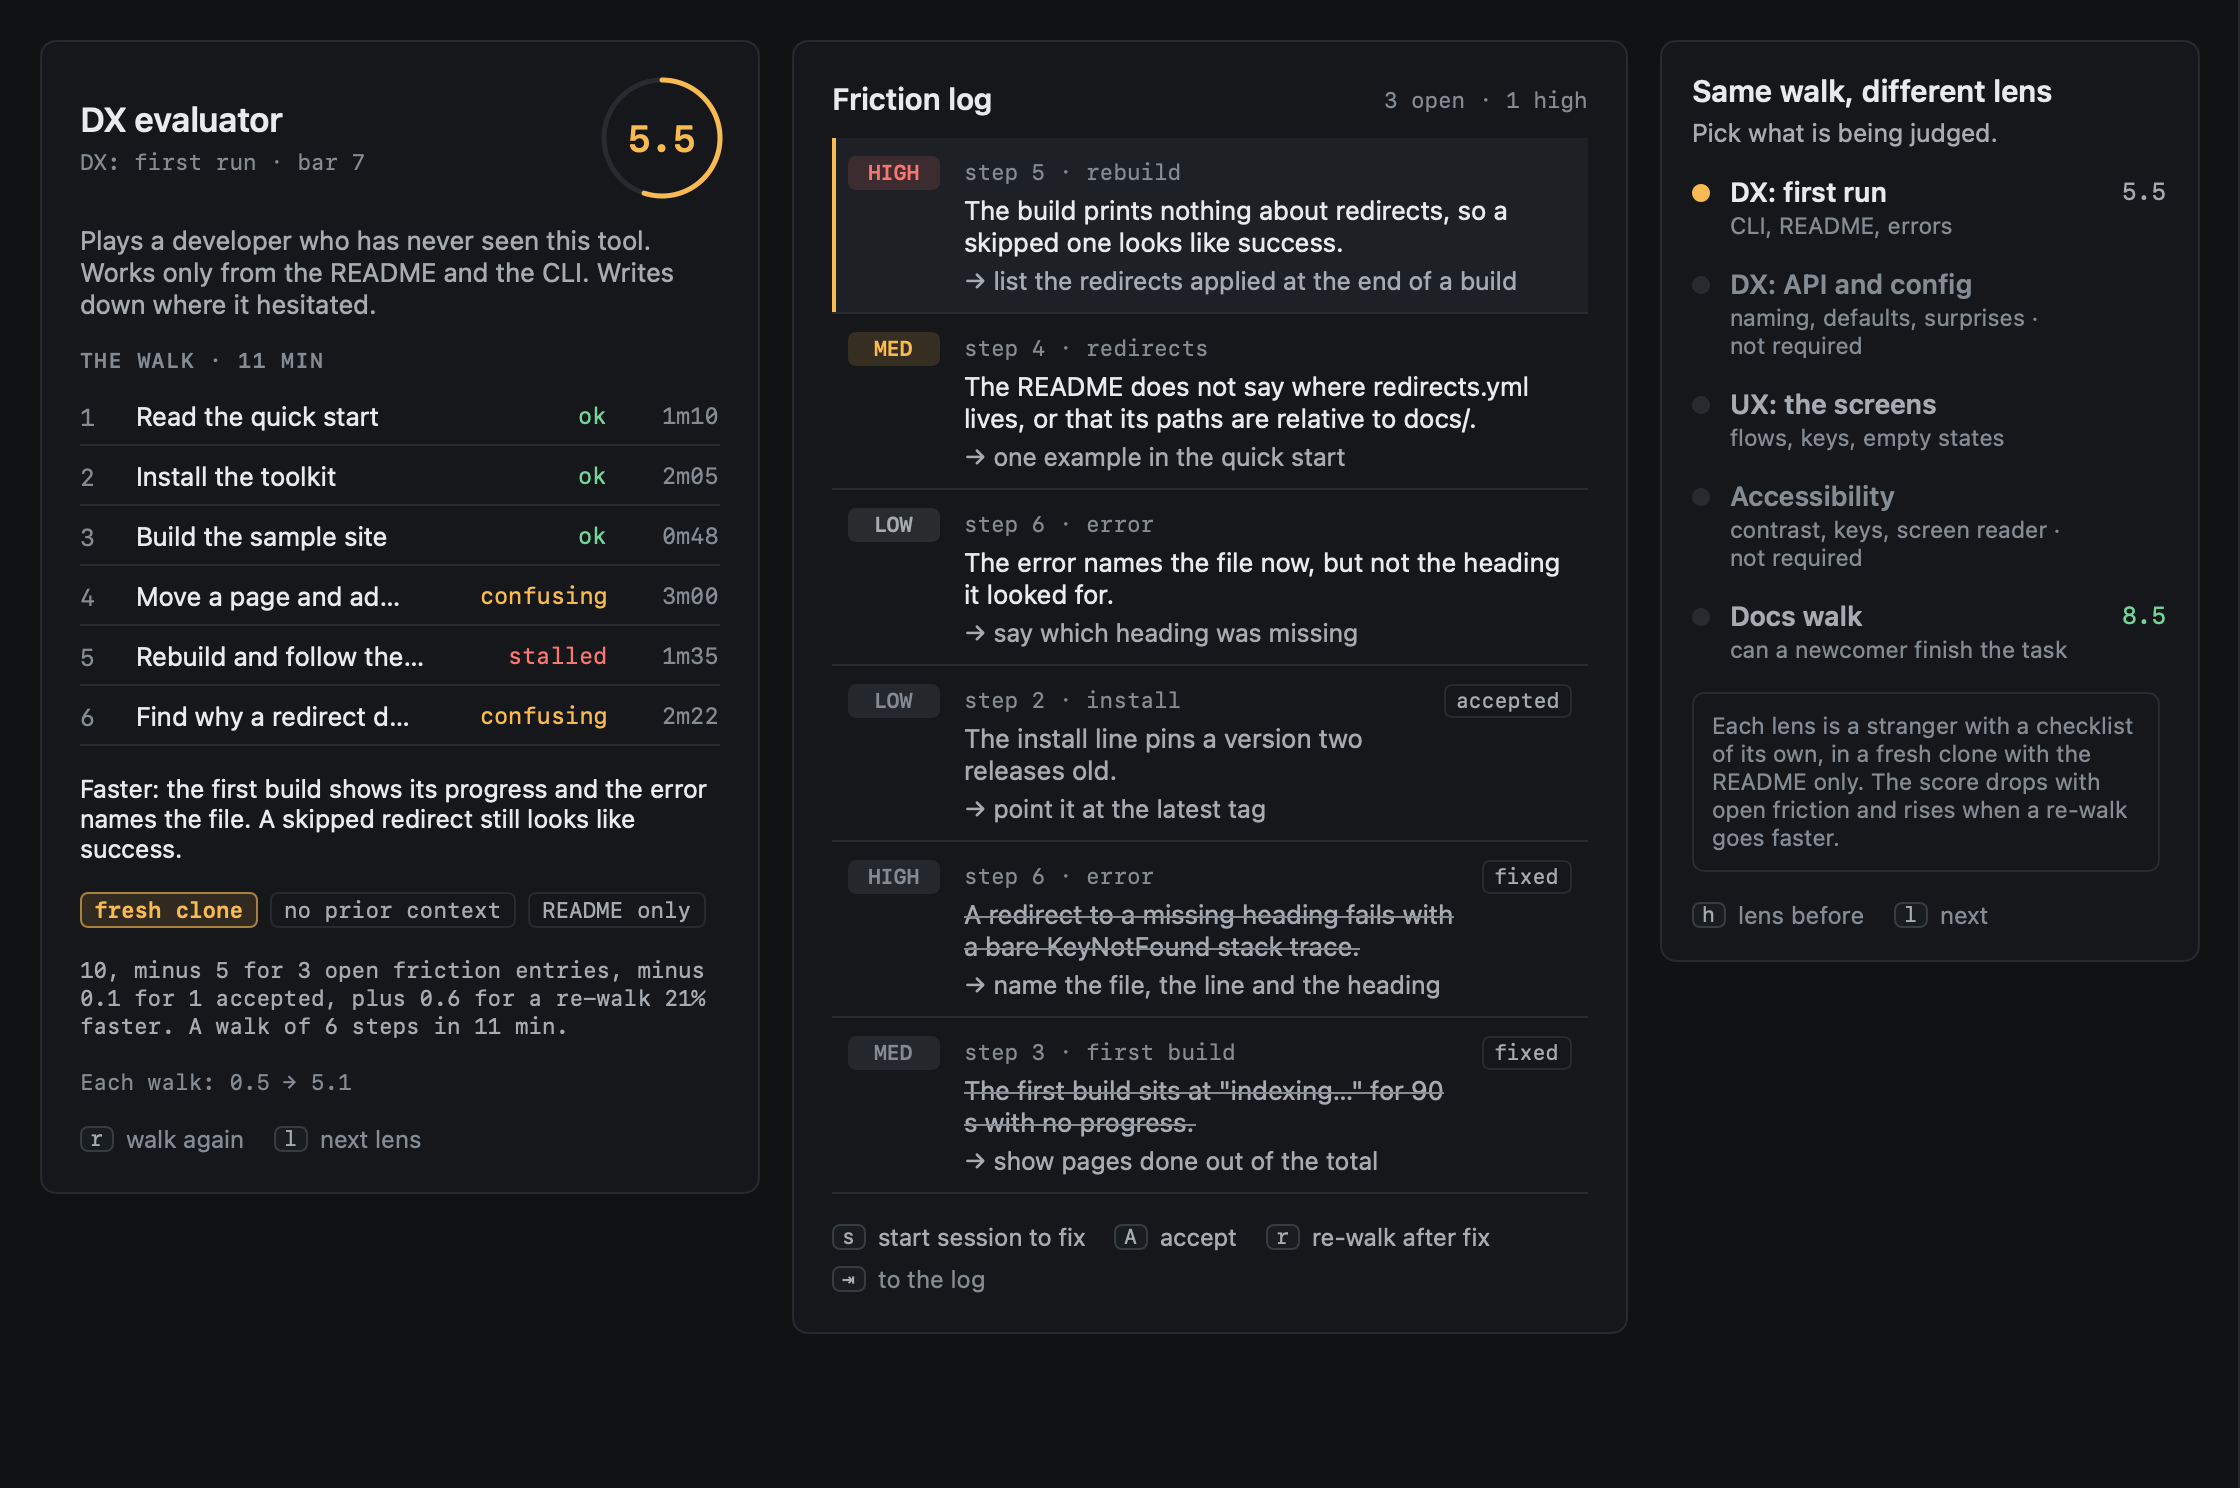 DX evaluator
DX: first run · bar 7
5.5
Plays a developer who has never seen this tool.
Works only from the README and the CLI. Writes
down where it hesitated.
THE WALK · 11 MIN
1 Read the quick start ok 1m10
2 Install the toolkit ok 2m05
3 Build the sample site ok 0m48
4 Move a page and ad… confusing 3m00
5 Rebuild and follow the… stalled 1m35
6 Find why a redirect d… confusing 2m22
Faster: the first build shows its progress and the error
names the file. A skipped redirect still looks like
success.
fresh clone no prior context README only
10, minus 5 for 3 open friction entries, minus
0.1 for 1 accepted, plus 0.6 for a re-walk 21%
faster. A walk of 6 steps in 11 min.
Each walk: 0.5 → 5.1
r walk again l next lens
Friction log 3 open · 1 high
HIGH step 5 · rebuild
The build prints nothing about redirects, so a
skipped one looks like success.
→ list the redirects applied at the end of a build
MED step 4 · redirects
The README does not say where redirects.yml
lives, or that its paths are relative to docs/.
→ one example in the quick start
LOW step 6 · error
The error names the file now, but not the heading
it looked for.
→ say which heading was missing
LOW step 2 · install accepted
The install line pins a version two
releases old.
→ point it at the latest tag
HIGH step 6 · error fixed
A redirect to a missing heading fails with
a bare KeyNotFound stack trace.
→ name the file, the line and the heading
MED step 3 · first build fixed
The first build sits at "indexing…" for 90
s with no progress.
→ show pages done out of the total
s start session to fix A accept r re-walk after fix
⇥ to the log
Same walk, different lens
Pick what is being judged.
DX: first run 5.5
CLI, README, errors
DX: API and config
naming, defaults, surprises ·
not required
UX: the screens
flows, keys, empty states
Accessibility
contrast, keys, screen reader ·
not required
Docs walk 8.5
can a newcomer finish the task
Each lens is a stranger with a checklist
of its own, in a fresh clone with the
README only. The score drops with
open friction and rises when a re-walk
goes faster.
h lens before l next